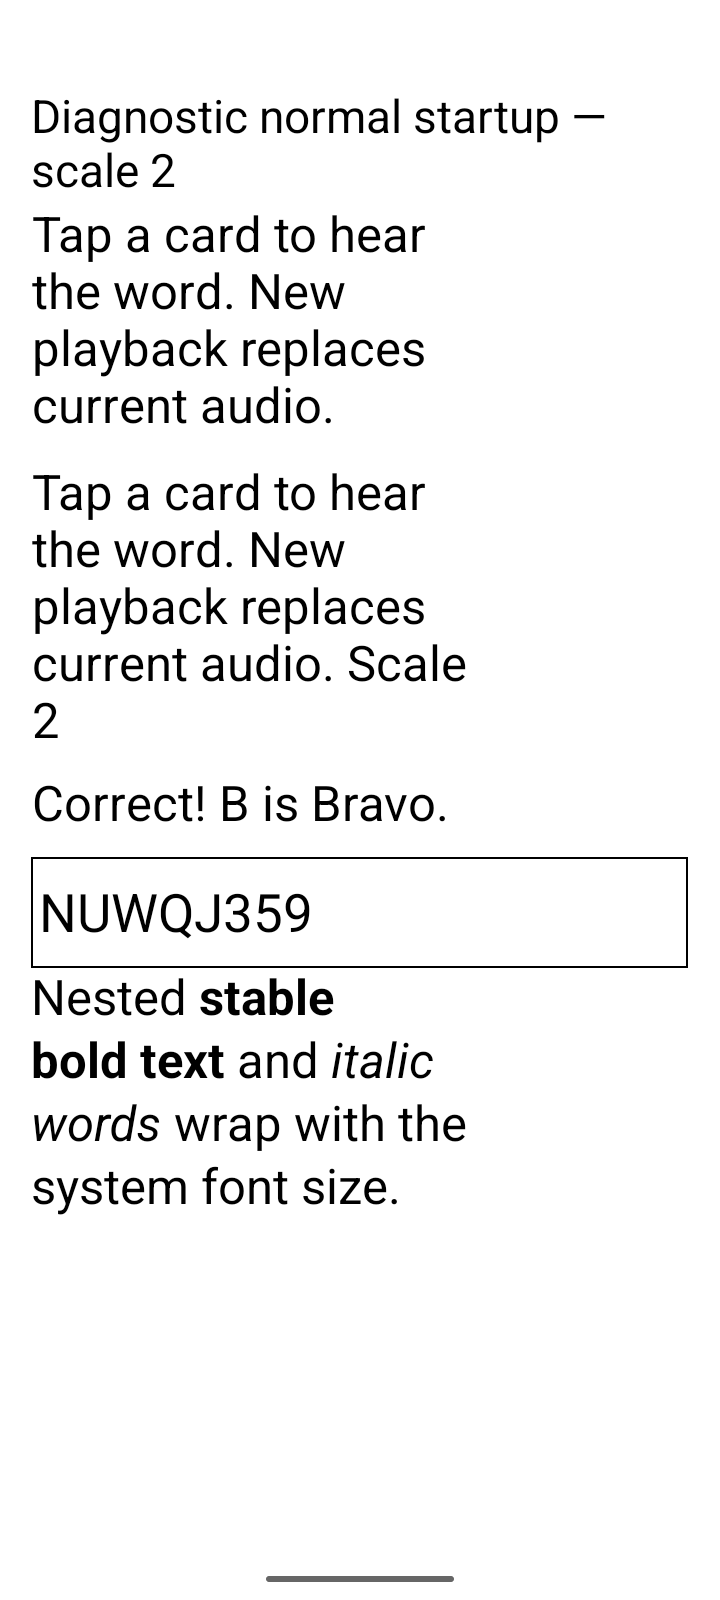 Diagnostic normal startup —
scale 2
Tap a card to hear
the word. New
playback replaces
current audio.
Tap a card to hear
the word. New
playback replaces
current audio. Scale
2
Correct! B is Bravo.
NUWQJ359
Nested stable
bold text and italic
words wrap with the
system font size.